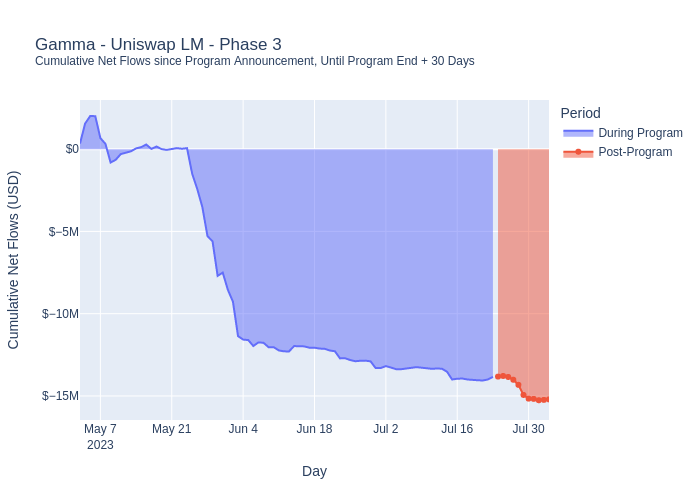 Gamma - Uniswap LM - Phase 3
Cumulative Net Flows since Program Announcement, Until Program End + 30 Days
Period
During Program
Post-Program
Cumulative Net Flows (USD)
$0
$−5M
$−10M
$−15M
May 7
2023
May 21
Jun 4
Jun 18
Jul 2
Jul 16
Jul 30
Day